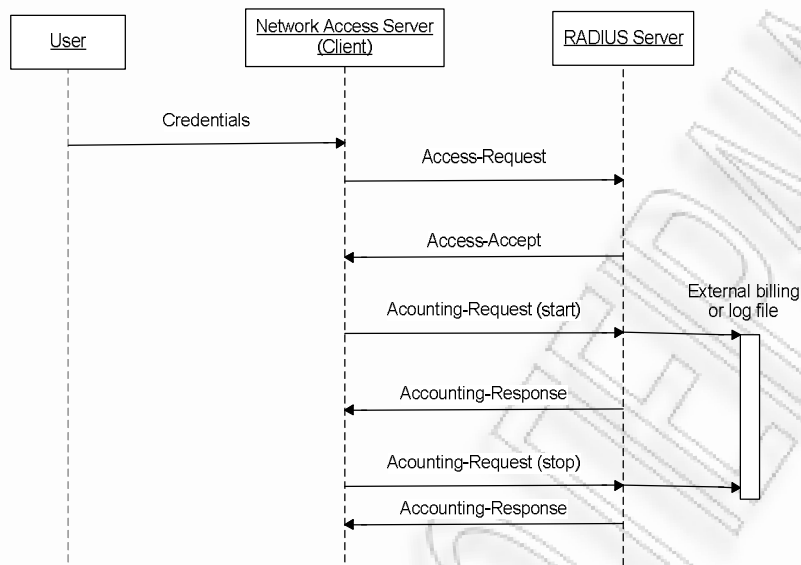 User
Network Access Server
(Client)
RADIUS Server
Credentials
Access-Request
Access-Accept
External billing
or log file
Acounting-Request (start)
Accounting-Response
Acounting-Request (stop)
Accounting-Response